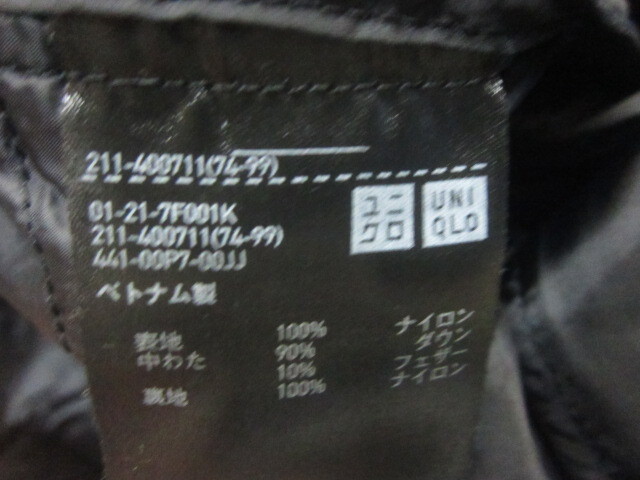 211-400711(74-99)
01-21-7F001K
211-400711(74-99)
441-00P7-00JJ
ベトナム製
ユニクロ
UNIQLO
表地 100% ナイロン
中わた 90% ダウン
10% フェザー
裏地 100% ナイロン